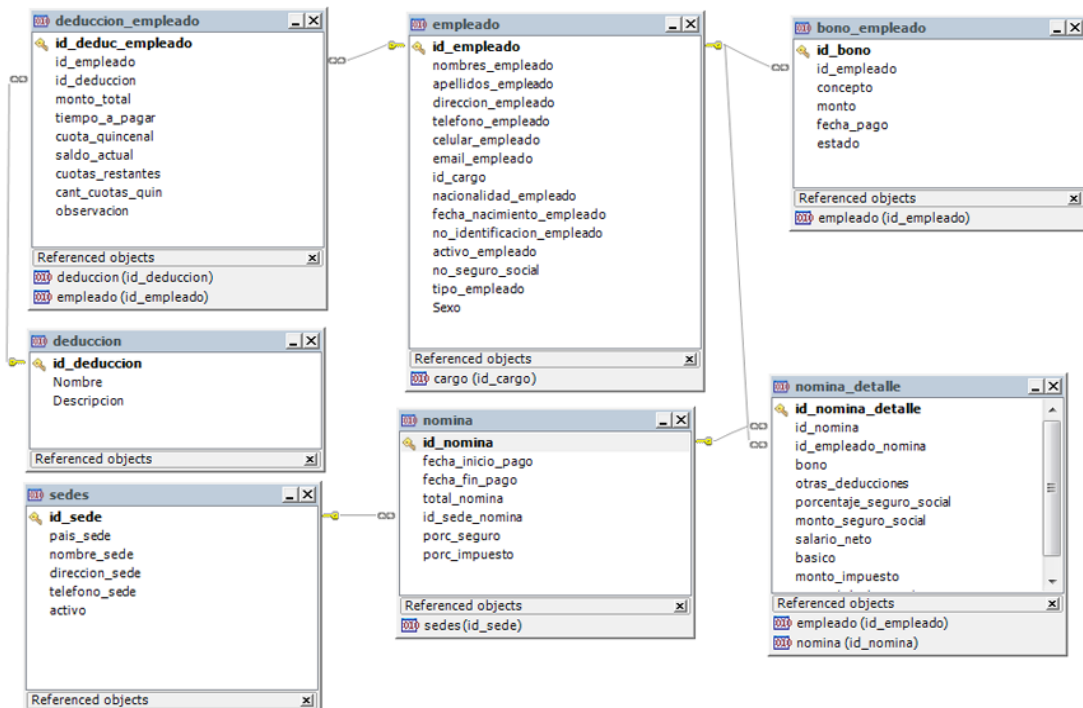 deduccion_empleado
id_deduc_empleado
id_empleado
id_deduccion
monto_total
tiempo_a_pagar
cuota_quincenal
saldo_actual
cuotas_restantes
cant_cuotas_quin
observacion
Referenced objects
deduccion (id_deduccion)
empleado (id_empleado)
empleado
id_empleado
nombres_empleado
apellidos_empleado
direccion_empleado
telefono_empleado
celular_empleado
email_empleado
id_cargo
nacionalidad_empleado
fecha_nacimiento_empleado
no_identificacion_empleado
activo_empleado
no_seguro_social
tipo_empleado
Sexo
Referenced objects
cargo (id_cargo)
bono_empleado
id_bono
id_empleado
concepto
monto
fecha_pago
estado
Referenced objects
empleado (id_empleado)
deduccion
id_deduccion
Nombre
Descripcion
Referenced objects
nomina
id_nomina
fecha_inicio_pago
fecha_fin_pago
total_nomina
id_sede_nomina
porc_seguro
porc_impuesto
Referenced objects
sedes (id_sede)
nomina_detalle
id_nomina_detalle
id_nomina
id_empleado_nomina
bono
otras_deducciones
porcentaje_seguro_social
monto_seguro_social
salario_neto
basico
monto_impuesto
Referenced objects
empleado (id_empleado)
nomina (id_nomina)
sedes
id_sede
pais_sede
nombre_sede
direccion_sede
telefono_sede
activo
Referenced objects